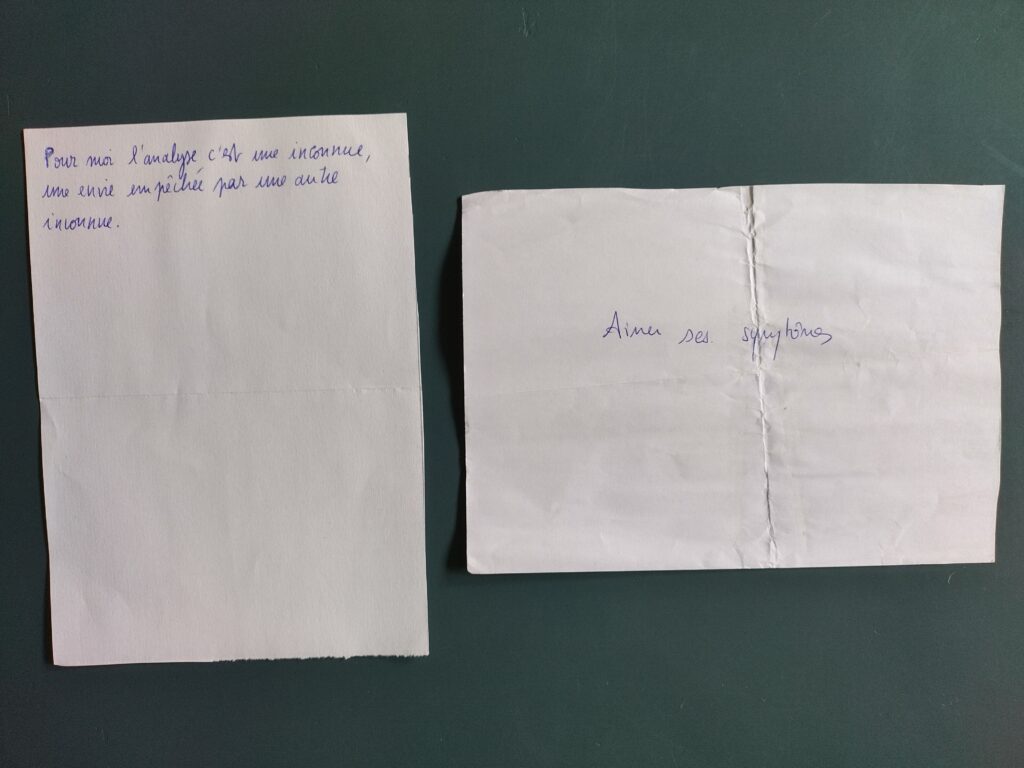 Pour moi l'analyse c'est une inconnue,
une envie empêchée par une autre
inconnue.
Aimer ses symptômes